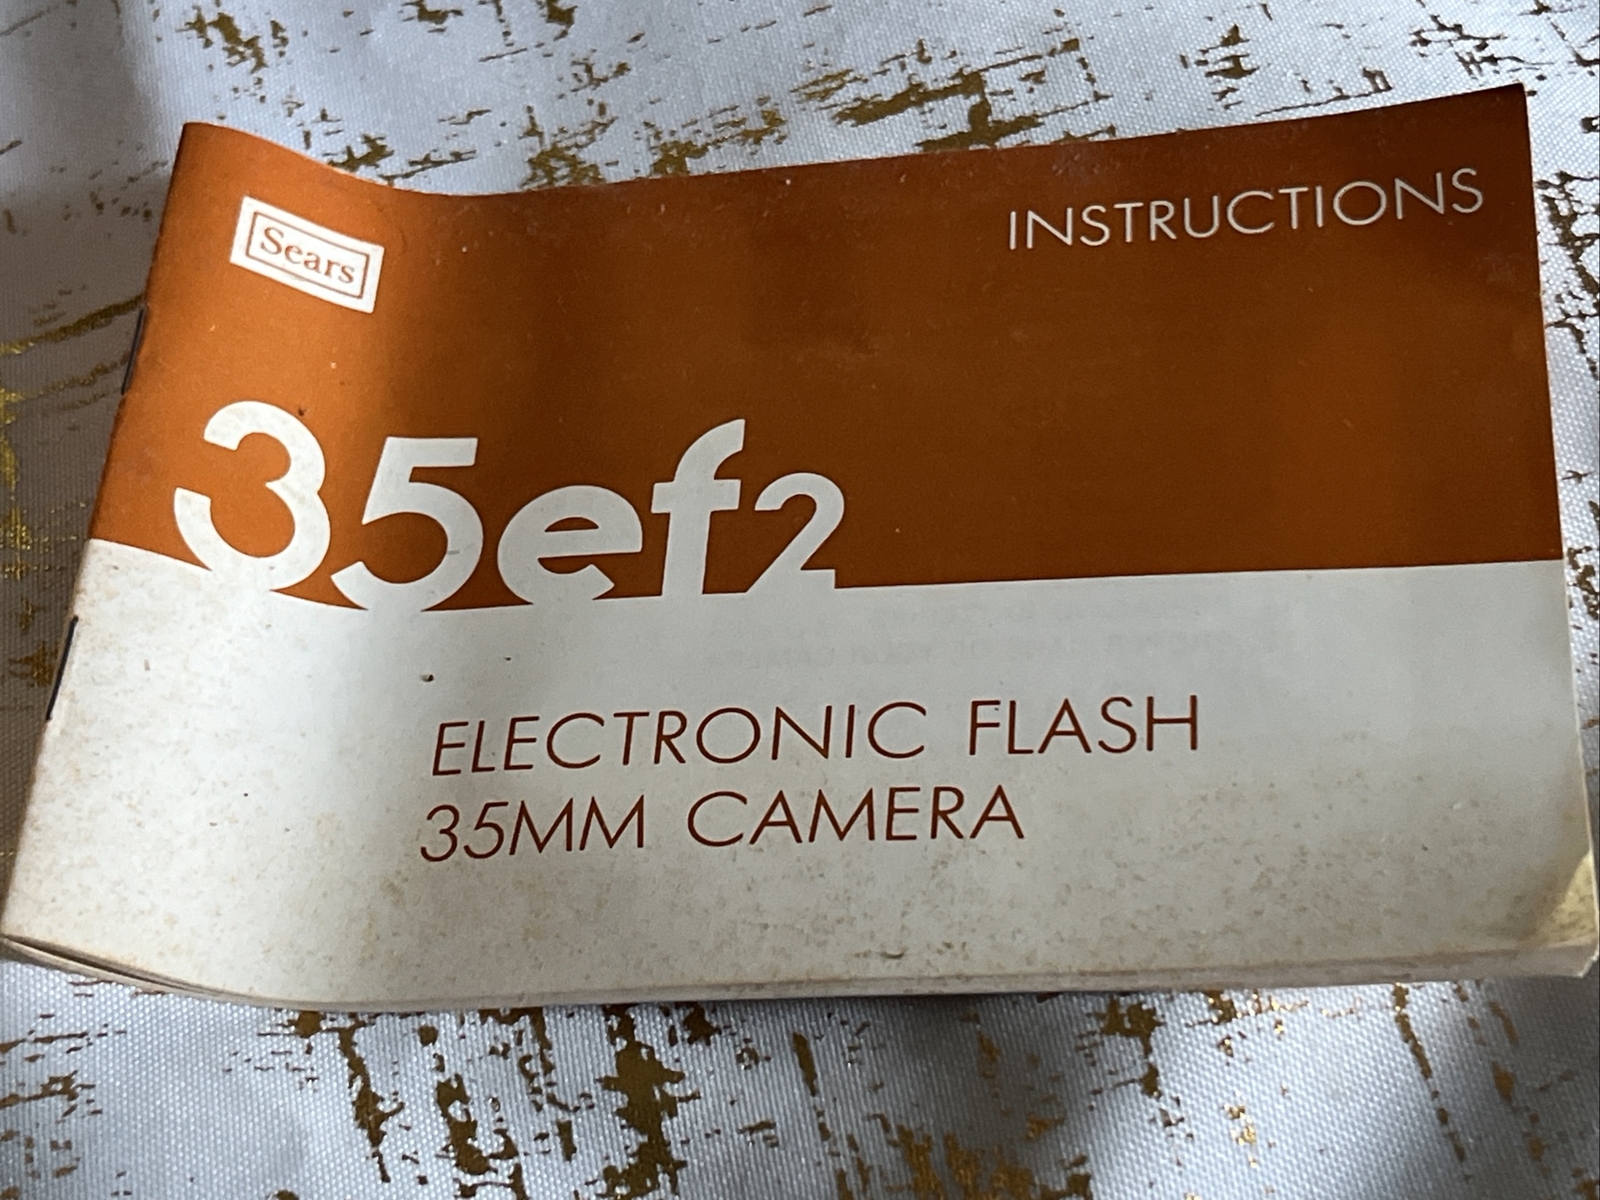 Sears
INSTRUCTIONS
35ef2
ELECTRONIC FLASH
35MM CAMERA